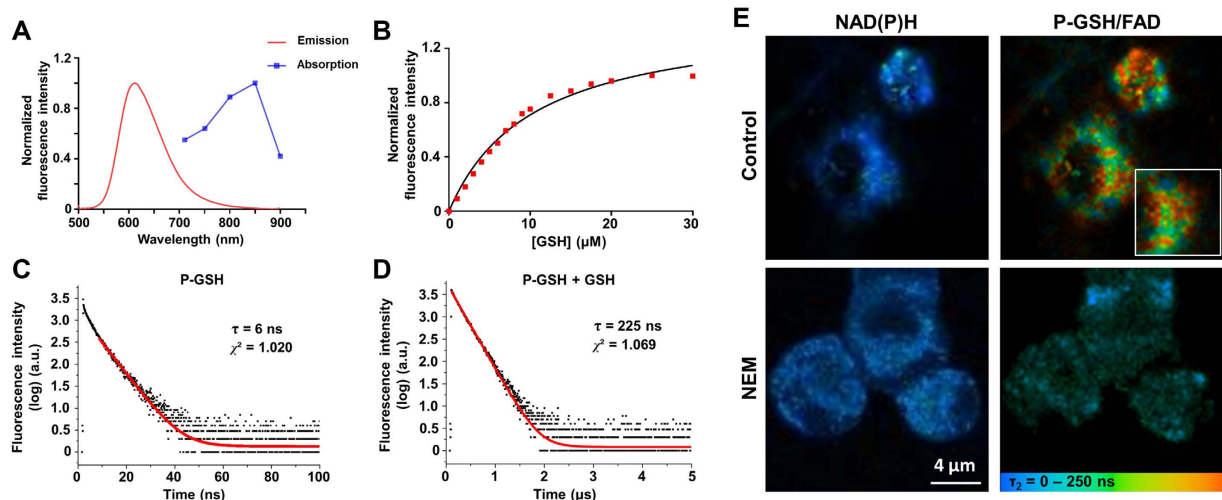 A
Normalized
fluorescence intensity
1.2
1.0
0.8
0.6
0.4
0.2
0
500 600 700 800 900
Wavelength (nm)
Emission
Absorption
B
Normalized
fluorescence intensity
1.2
0.8
0.4
0
0 10 20 30
[GSH] (µM)
C
P-GSH
Fluorescence intensity
(log) (a.u.)
3.5
3.0
2.5
2.0
1.5
1.0
0.5
0
τ = 6 ns
χ² = 1.020
0 20 40 60 80 100
Time (ns)
D
P-GSH + GSH
Fluorescence intensity
(log) (a.u.)
3.5
3.0
2.5
2.0
1.5
1.0
0.5
0
τ = 225 ns
χ² = 1.069
0 1 2 3 4 5
Time (µs)
E
NAD(P)H
P-GSH/FAD
Control
NEM
4 µm
τ₂ = 0 – 250 ns